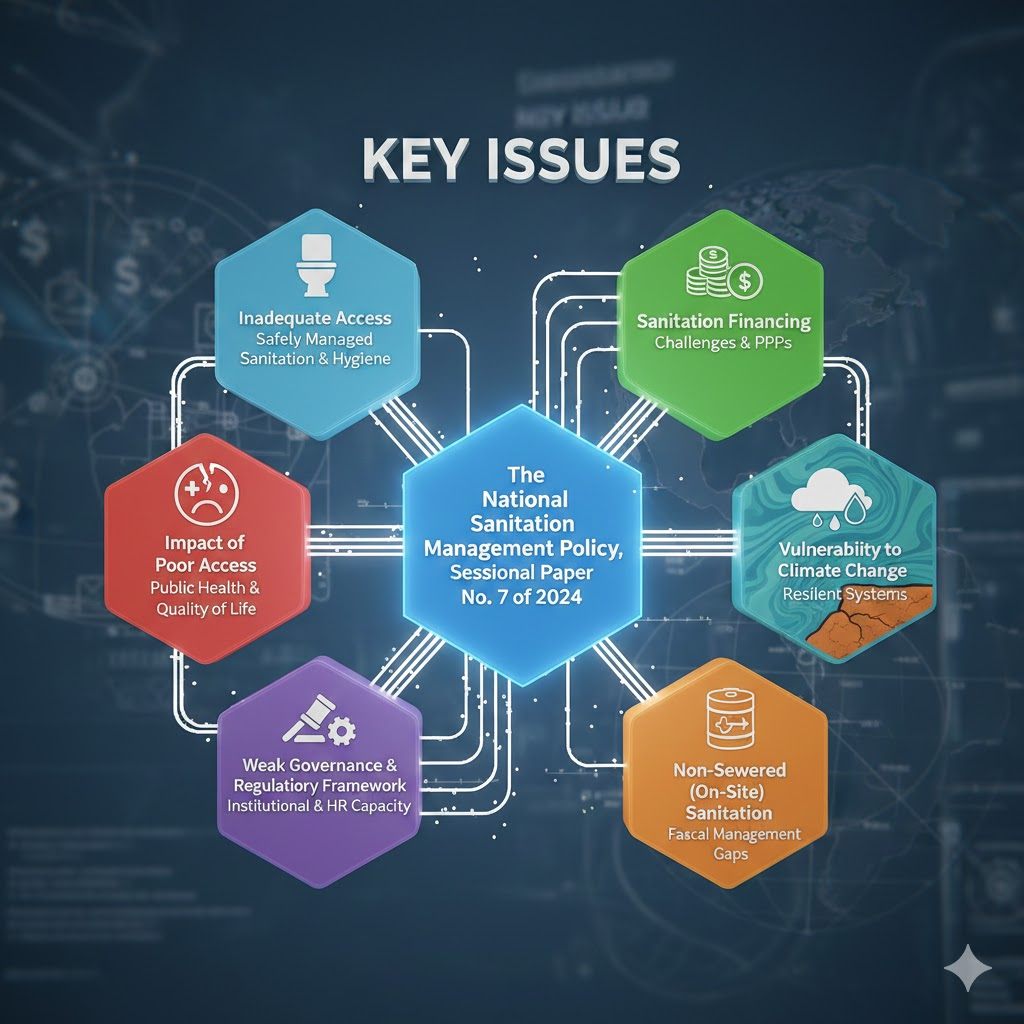 KEY ISSUES
Inadequate Access
Safely Managed
Sanitation & Hygiene
Sanitation Financing
Challenges & PPPs
Impact of
Poor Access
Public Health &
Quality of Life
The
National
Sanitation
Management Policy,
Sessional Paper
No. 7 of 2024
Vulnerabiity to
Climate Change
Resilent Systems
Weak Governance &
Regulatory Framework
Institutional & HR Capacity
Non-Sewered
(On-Site)
Sanitation
Fascal Management
Gaps